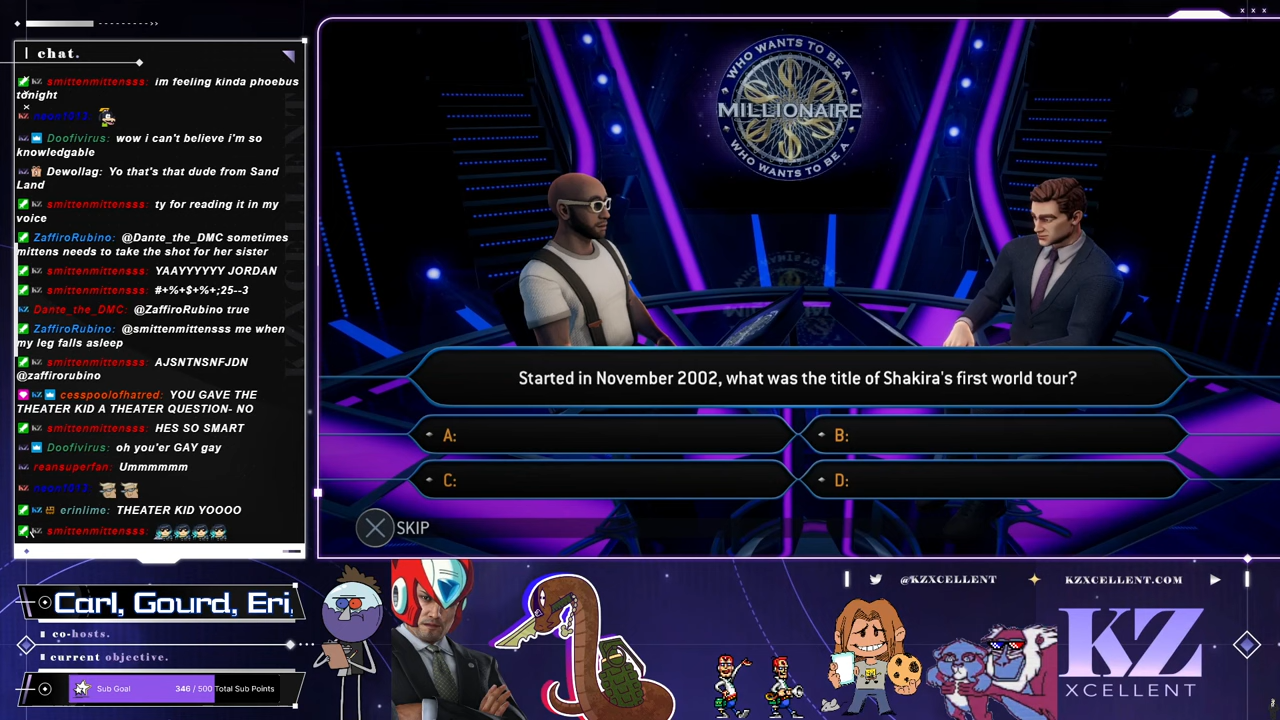 x x x
chat.
smittenmittensss: im feeling kinda phoebus
tonight
neon1013:
Doofivirus: wow i can't believe i'm so
knowledgable
Dewollag: Yo that's that dude from Sand
Land
smittenmittensss: ty for reading it in my
voice
ZaffiroRubino: @Dante_the_DMC sometimes
mittens needs to take the shot for her sister
smittenmittensss: YAAYYYYYY JORDAN
smittenmittensss: #+%+$+%+;25--3
Dante_the_DMC: @ZaffiroRubino true
ZaffiroRubino: @smittenmittensss me when
my leg falls asleep
smittenmittensss: AJSNTNSNFJDN
@zaffirorubino
cesspoolofhatred: YOU GAVE THE
THEATER KID A THEATER QUESTION- NO
smittenmittensss: HES SO SMART
Doofivirus: oh you'er GAY gay
reansuperfan: Ummmmmm
neon1013:
erinlime: THEATER KID YOOOO
smittenmittensss:
WHO WANTS TO BE A
MILLIONAIRE
WHO WANTS TO BE A
Started in November 2002, what was the title of Shakira's first world tour?
A:
B:
C:
D:
SKIP
Carl, Gourd, Eri,
co-hosts.
current objective.
Sub Goal 346 / 500 Total Sub Points
@KZXCELLENT
KZXCELLENT.COM
KZ
XCELLENT